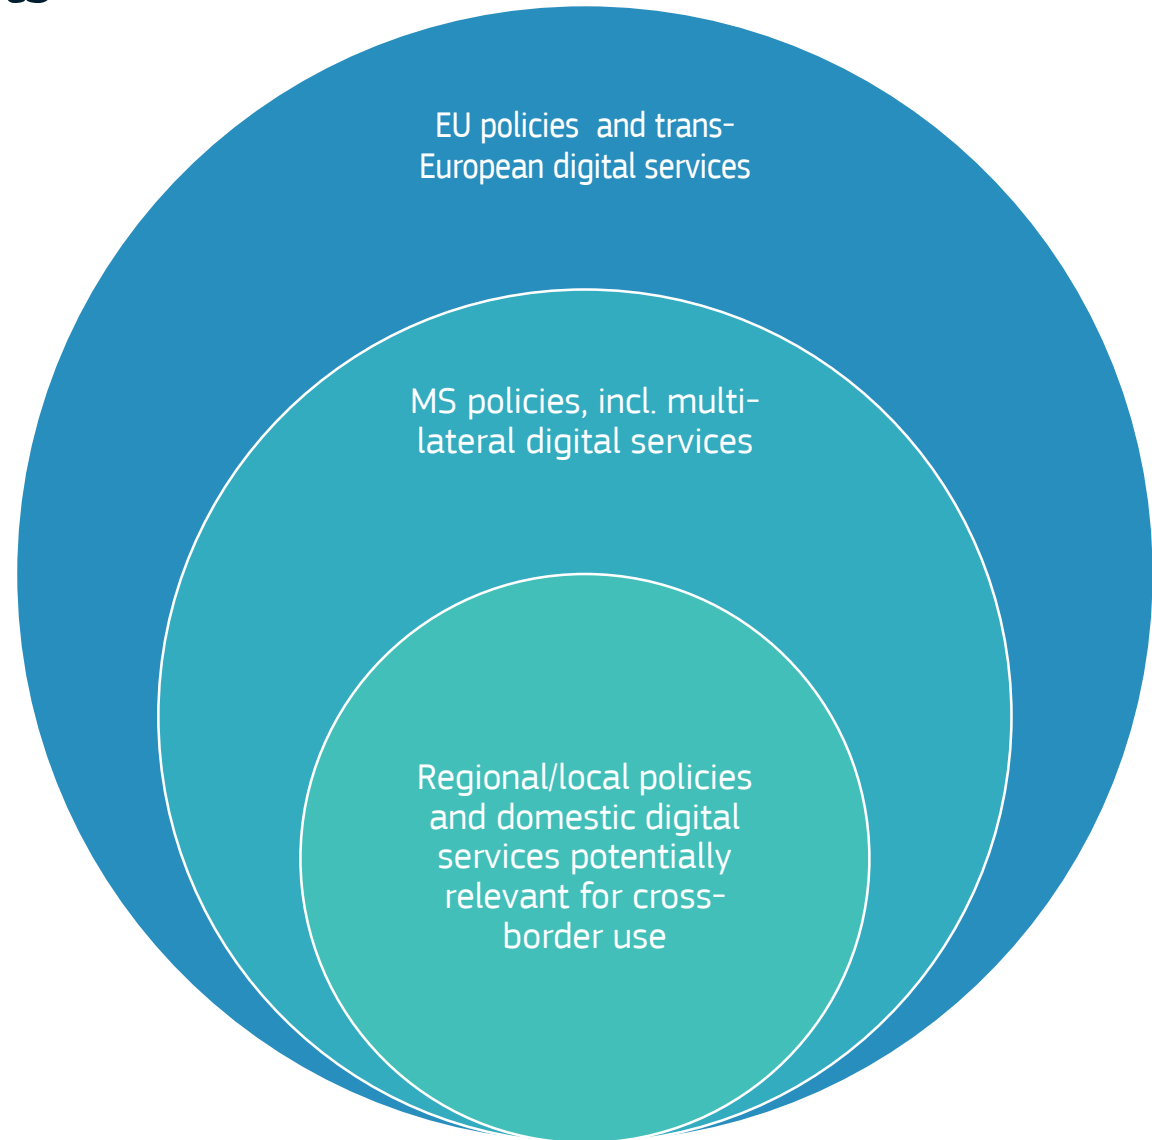 EU policies and trans-
European digital services
MS policies, incl. multi-
lateral digital services
Regional/local policies
and domestic digital
services potentially
relevant for cross-
border use